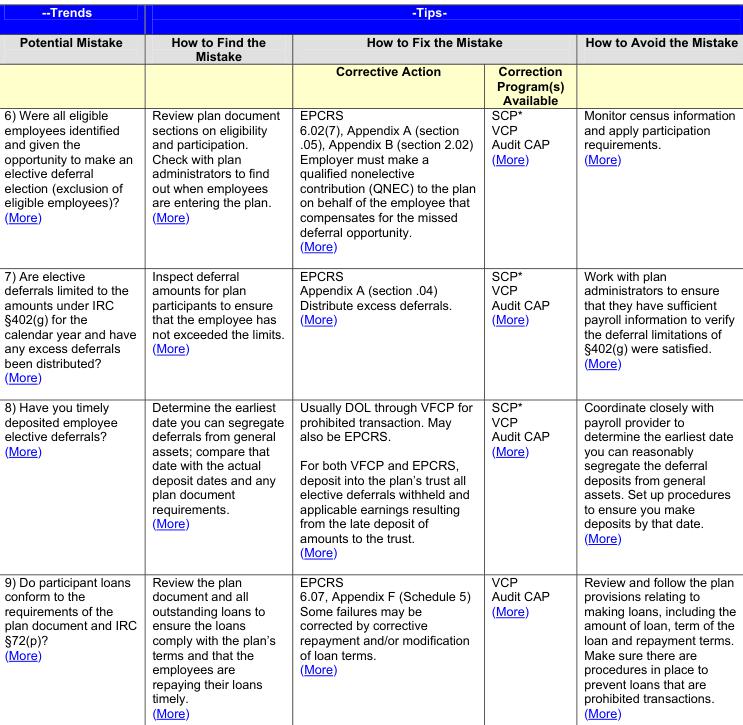 --Trends
-Tips-
Potential Mistake
How to Find the
Mistake
How to Fix the Mistake
How to Avoid the Mistake
Corrective Action
Correction
Program(s)
Available
6) Were all eligible
employees identified
and given the
opportunity to make an
elective deferral
election (exclusion of
eligible employees)?
(More)
Review plan document
sections on eligibility
and participation.
Check with plan
administrators to find
out when employees
are entering the plan.
(More)
EPCRS
6.02(7), Appendix A (section
.05), Appendix B (section 2.02)
Employer must make a
qualified nonelective
contribution (QNEC) to the plan
on behalf of the employee that
compensates for the missed
deferral opportunity.
(More)
SCP*
VCP
Audit CAP
(More)
Monitor census information
and apply participation
requirements.
(More)
7) Are elective
deferrals limited to the
amounts under IRC
§402(g) for the
calendar year and have
any excess deferrals
been distributed?
(More)
Inspect deferral
amounts for plan
participants to ensure
that the employee has
not exceeded the limits.
(More)
EPCRS
Appendix A (section .04)
Distribute excess deferrals.
(More)
SCP*
VCP
Audit CAP
(More)
Work with plan
administrators to ensure
that they have sufficient
payroll information to verify
the deferral limitations of
§402(g) were satisfied.
(More)
8) Have you timely
deposited employee
elective deferrals?
(More)
Determine the earliest
date you can segregate
deferrals from general
assets; compare that
date with the actual
deposit dates and any
plan document
requirements.
(More)
Usually DOL through VFCP for
prohibited transaction. May
also be EPCRS.
For both VFCP and EPCRS,
deposit into the plan's trust all
elective deferrals withheld and
applicable earnings resulting
from the late deposit of
amounts to the trust.
(More)
SCP*
VCP
Audit CAP
(More)
Coordinate closely with
payroll provider to
determine the earliest date
you can reasonably
segregate the deferral
deposits from general
assets. Set up procedures
to ensure you make
deposits by that date.
(More)
9) Do participant loans
conform to the
requirements of the
plan document and IRC
§72(p)?
(More)
Review the plan
document and all
outstanding loans to
ensure the loans
comply with the plan's
terms and that the
employees are
repaying their loans
timely.
(More)
EPCRS
6.07, Appendix F (Schedule 5)
Some failures may be
corrected by corrective
repayment and/or modification
of loan terms.
(More)
VCP
Audit CAP
(More)
Review and follow the plan
provisions relating to
making loans, including the
amount of loan, term of the
loan and repayment terms.
Make sure there are
procedures in place to
prevent loans that are
prohibited transactions.
(More)